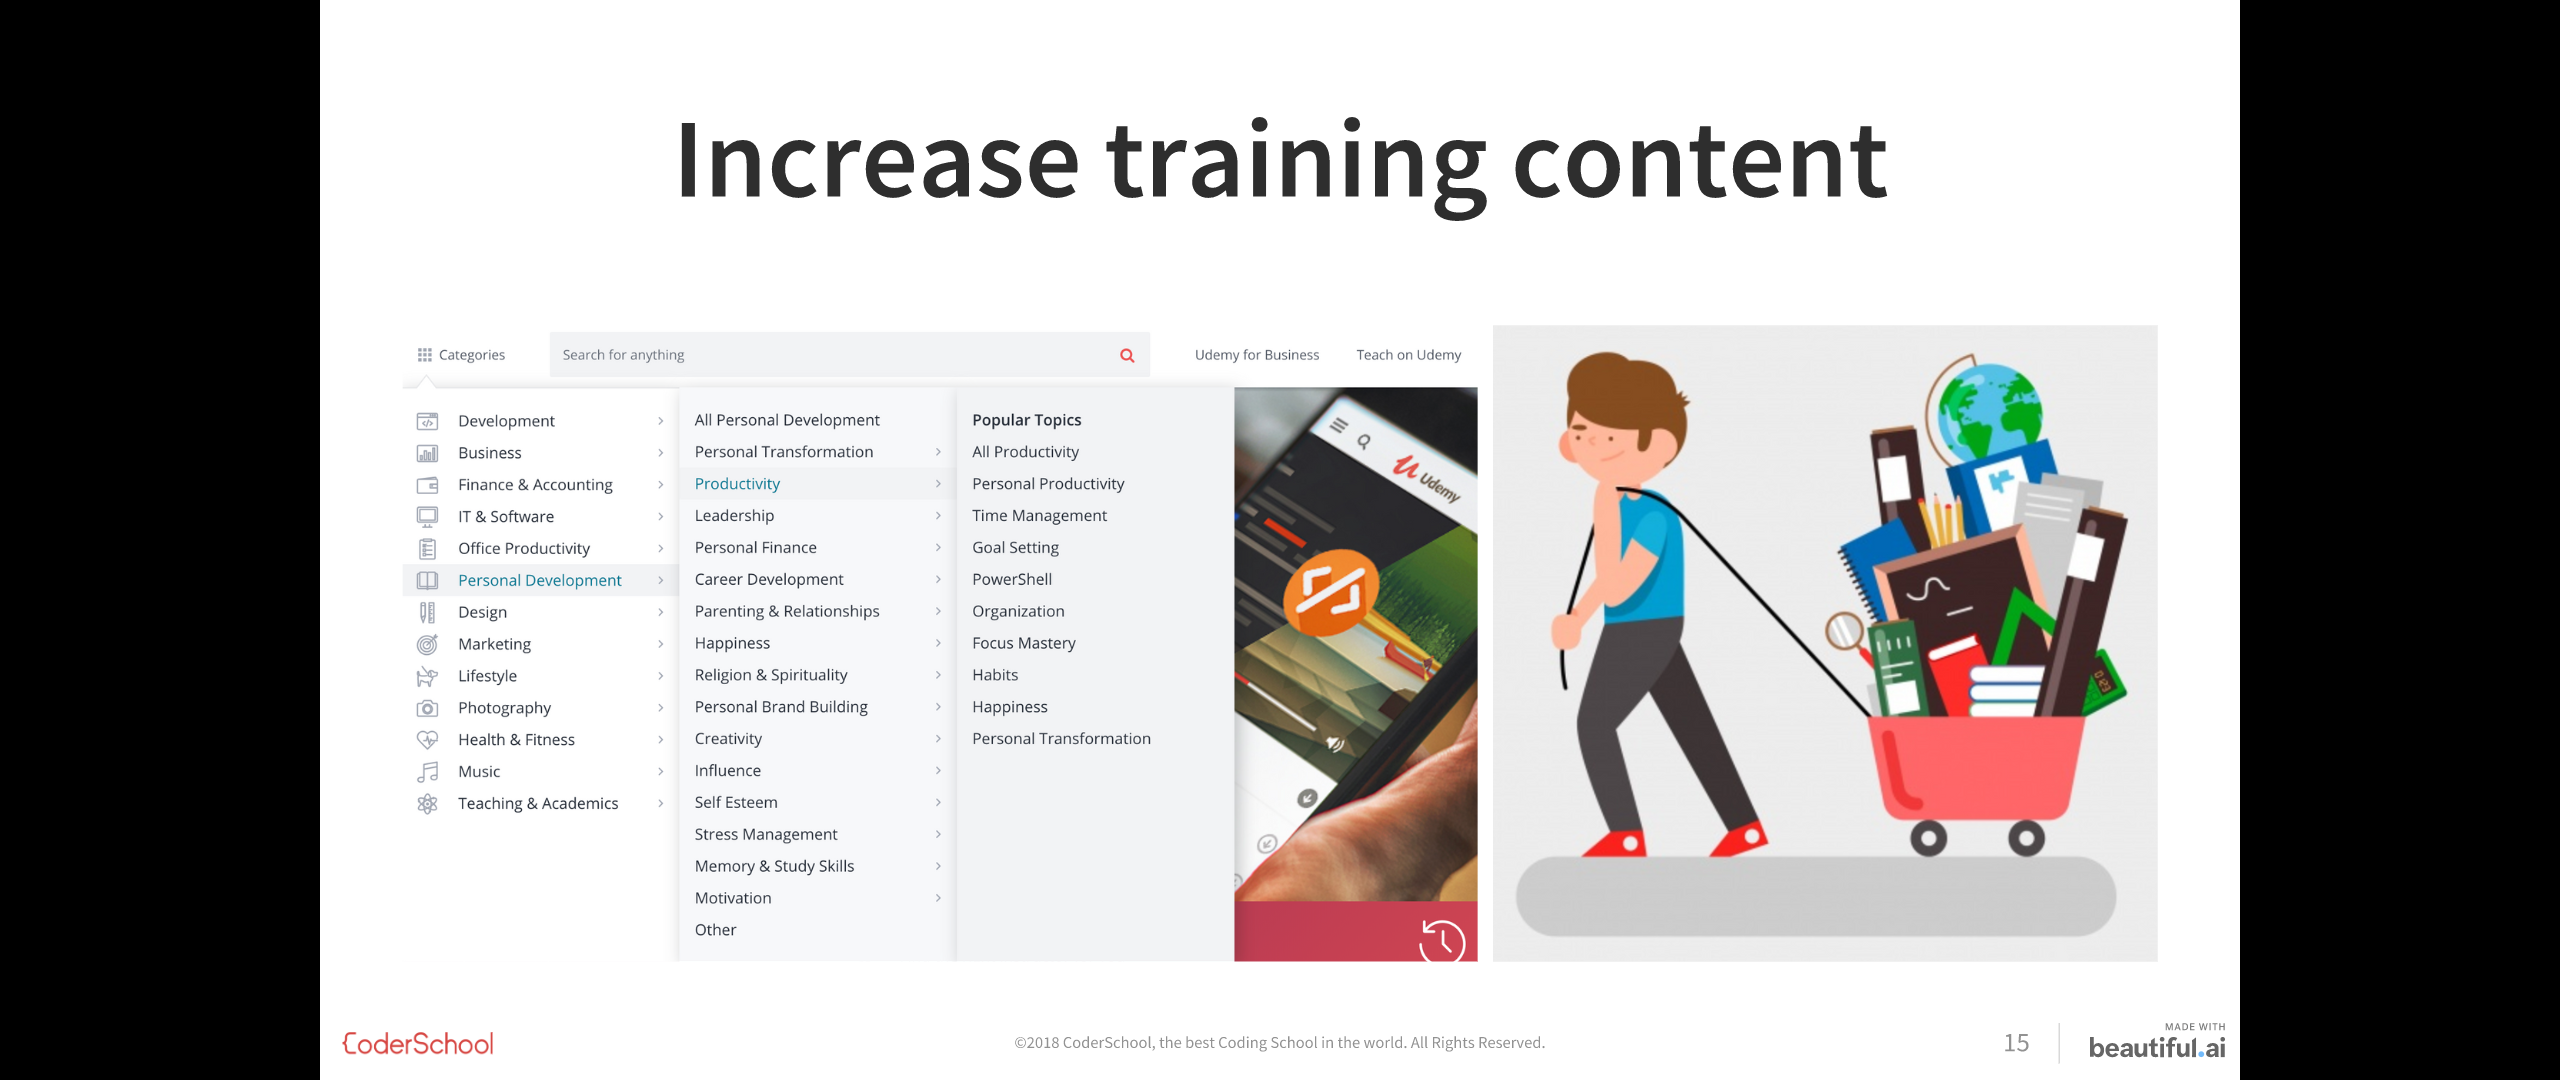 Increase training content
Categories
Search for anything
Udemy for Business
Teach on Udemy
Development
Business
Finance & Accounting
IT & Software
Office Productivity
Personal Development
Design
Marketing
Lifestyle
Photography
Health & Fitness
Music
Teaching & Academics
All Personal Development
Personal Transformation
Productivity
Leadership
Personal Finance
Career Development
Parenting & Relationships
Happiness
Religion & Spirituality
Personal Brand Building
Creativity
Influence
Self Esteem
Stress Management
Memory & Study Skills
Motivation
Other
Popular Topics
All Productivity
Personal Productivity
Time Management
Goal Setting
PowerShell
Organization
Focus Mastery
Habits
Happiness
Personal Transformation
Udemy
CoderSchool
©2018 CoderSchool, the best Coding School in the world. All Rights Reserved.
15
MADE WITH
beautiful.ai